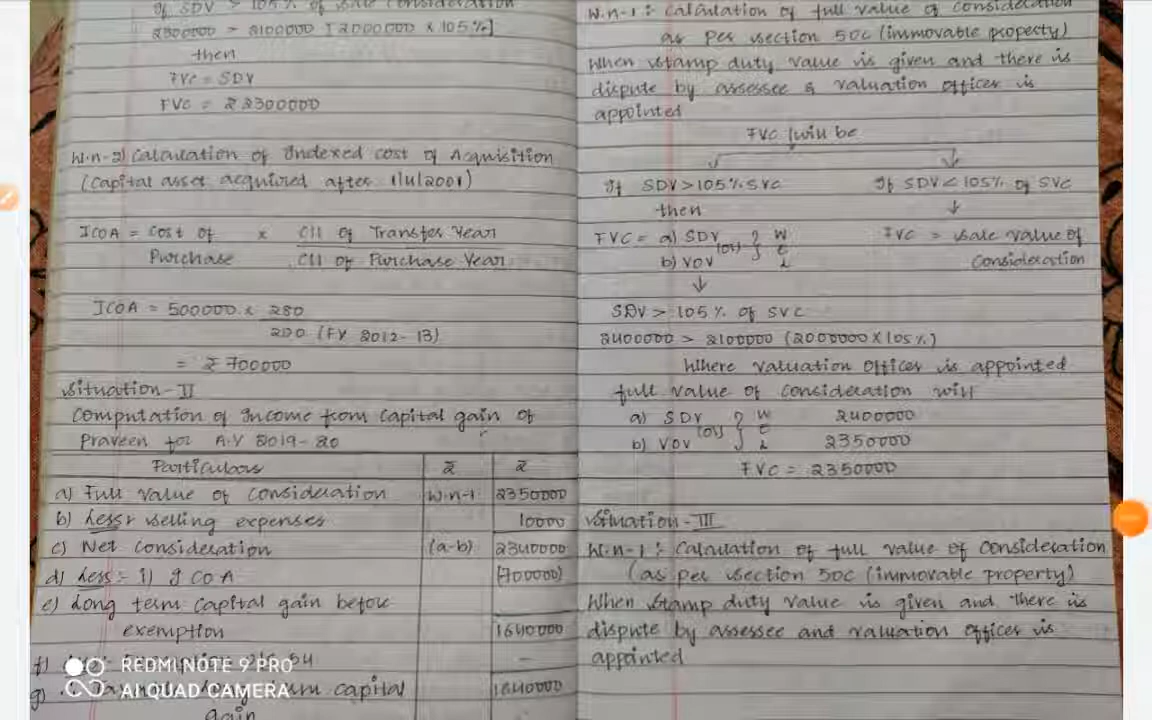 If SDV > 105% of sale consideration
2300000 > 2100000 [2000000 x 105%]
then
FVC = SDV
FVC = ₹ 2300000
W.n-2) Calculation of Indexed cost of Acquisition
(Capital asset acquired after 1/4/2001)
ICOA = Cost of x CII of Transfer Year
Purchase CII of Purchase Year
ICOA = 500000 x 280
200 (FY 2012-13)
= ₹ 700000
Situation-II
Computation of Income from Capital gain of
Praveen for A.Y 2019-20
Particulars ₹ ₹
a) Full Value of Consideration W.n-1 2350000
b) Less: selling expenses 10000
c) Net Consideration (a-b) 2340000
d) Less:- i) ICOA (700000)
e) Long term capital gain before
exemption 1640000
f) 54 -
g) capital 1640000
gain
W.n-1: Calculation of full value of consideration
as per section 50C (immovable property)
When stamp duty value is given and there is
dispute by assessee & valuation officer is
appointed
FVC will be
If SDV>105% SVC If SDV<105% of SVC
then
FVC = a) SDV (or) W FVC = Sale value of
b) VOV E L Consideration
SDV > 105% of SVC
2400000 > 2100000 (2000000 x 105%)
Where valuation officer is appointed
full value of consideration will
a) SDV (or) W 2400000
b) VOV E L 2350000
FVC = 2350000
Situation-III
W.n-1: Calculation of full value of consideration
(as per section 50C (immovable property)
When stamp duty value is given and there is
dispute by assessee and valuation officer is
appointed
REDMI NOTE 9 PRO
AI QUAD CAMERA